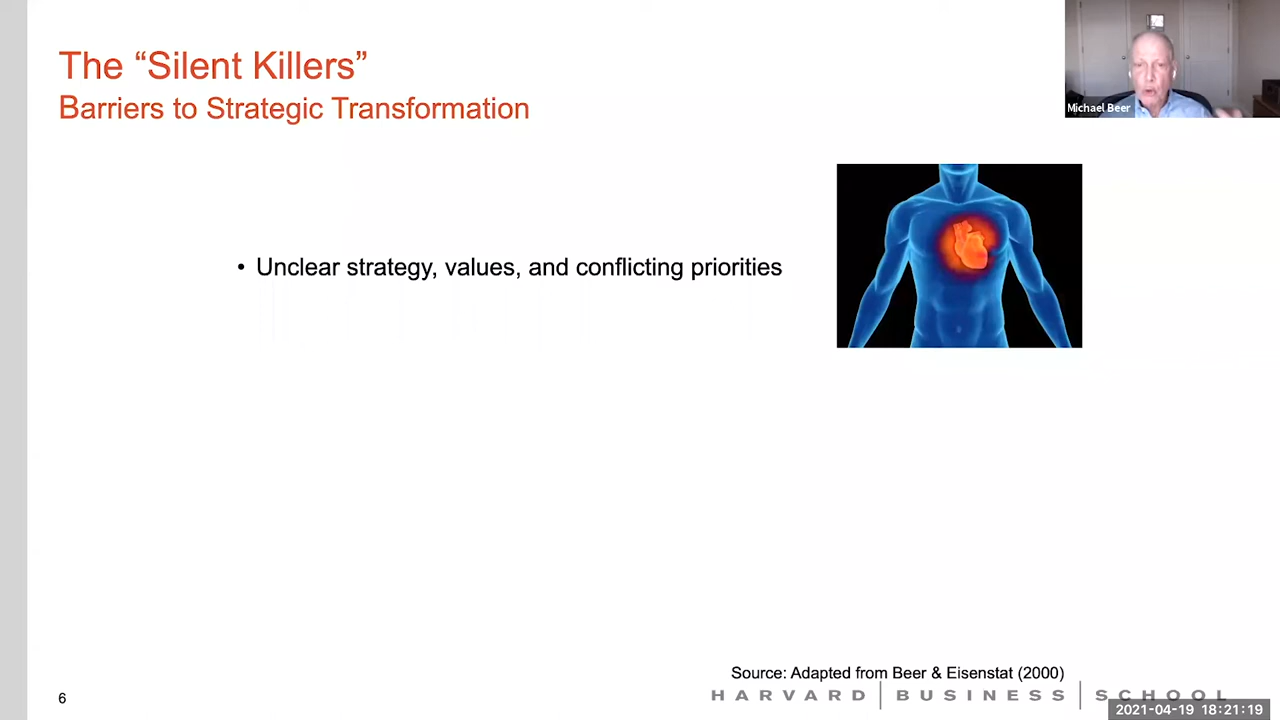 The “Silent Killers”
Barriers to Strategic Transformation
Michael Beer
• Unclear strategy, values, and conflicting priorities
Source: Adapted from Beer & Eisenstat (2000)
6
HARVARD | BUSINESS | SCHOOL
2021-04-19 18:21:19